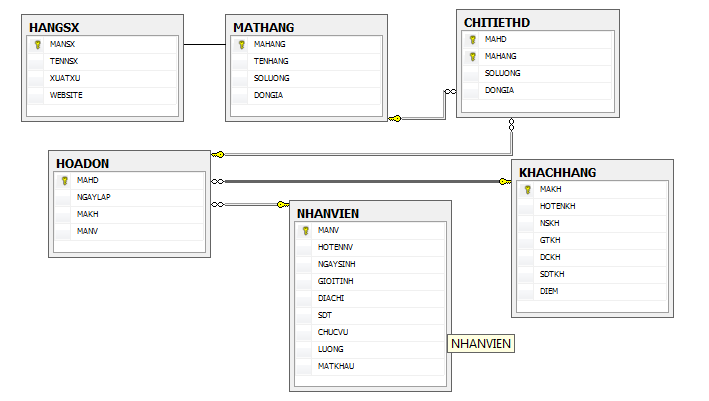 HANGSX
MANSX
TENNSX
XUATXU
WEBSITE
MATHANG
MAHANG
TENHANG
SOLUONG
DONGIA
CHITIETHD
MAHD
MAHANG
SOLUONG
DONGIA
HOADON
MAHD
NGAYLAP
MAKH
MANV
NHANVIEN
MANV
HOTENNV
NGAYSINH
GIOITINH
DIACHI
SDT
CHUCVU
LUONG
MATKHAU
KHACHHANG
MAKH
HOTENKH
NSKH
GTKH
DCKH
SDTKH
DIEM
NHANVIEN